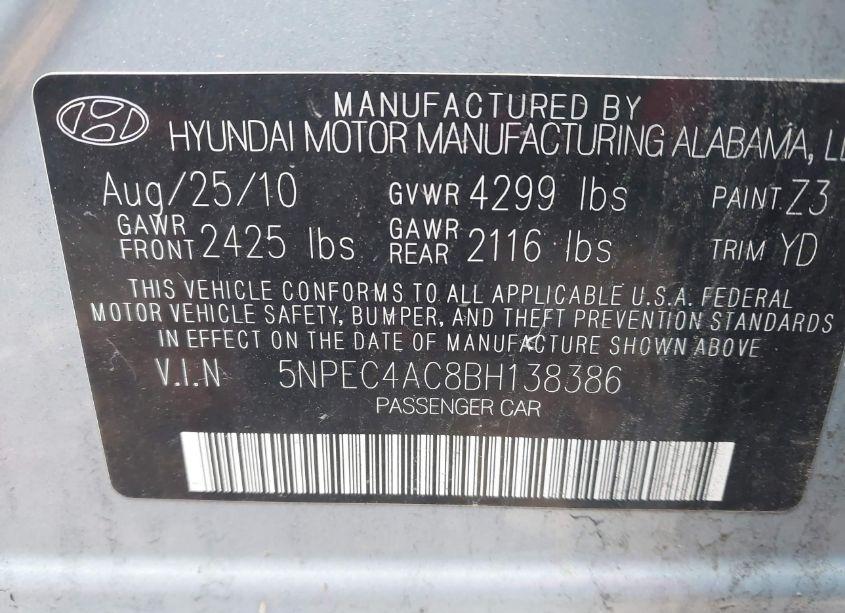 MANUFACTURED BY
HYUNDAI MOTOR MANUFACTURING ALABAMA,
Aug/25/10 GVWR 4299 lbs PAINT Z3
GAWR FRONT 2425 lbs GAWR REAR 2116 lbs TRIM YD
THIS VEHICLE CONFORMS TO ALL APPLICABLE U.S.A. FEDERAL
MOTOR VEHICLE SAFETY, BUMPER, AND THEFT PREVENTION STANDARDS
IN EFFECT ON THE DATE OF MANUFACTURE SHOWN ABOVE
V.I.N 5NPEC4AC8BH138386
PASSENGER CAR